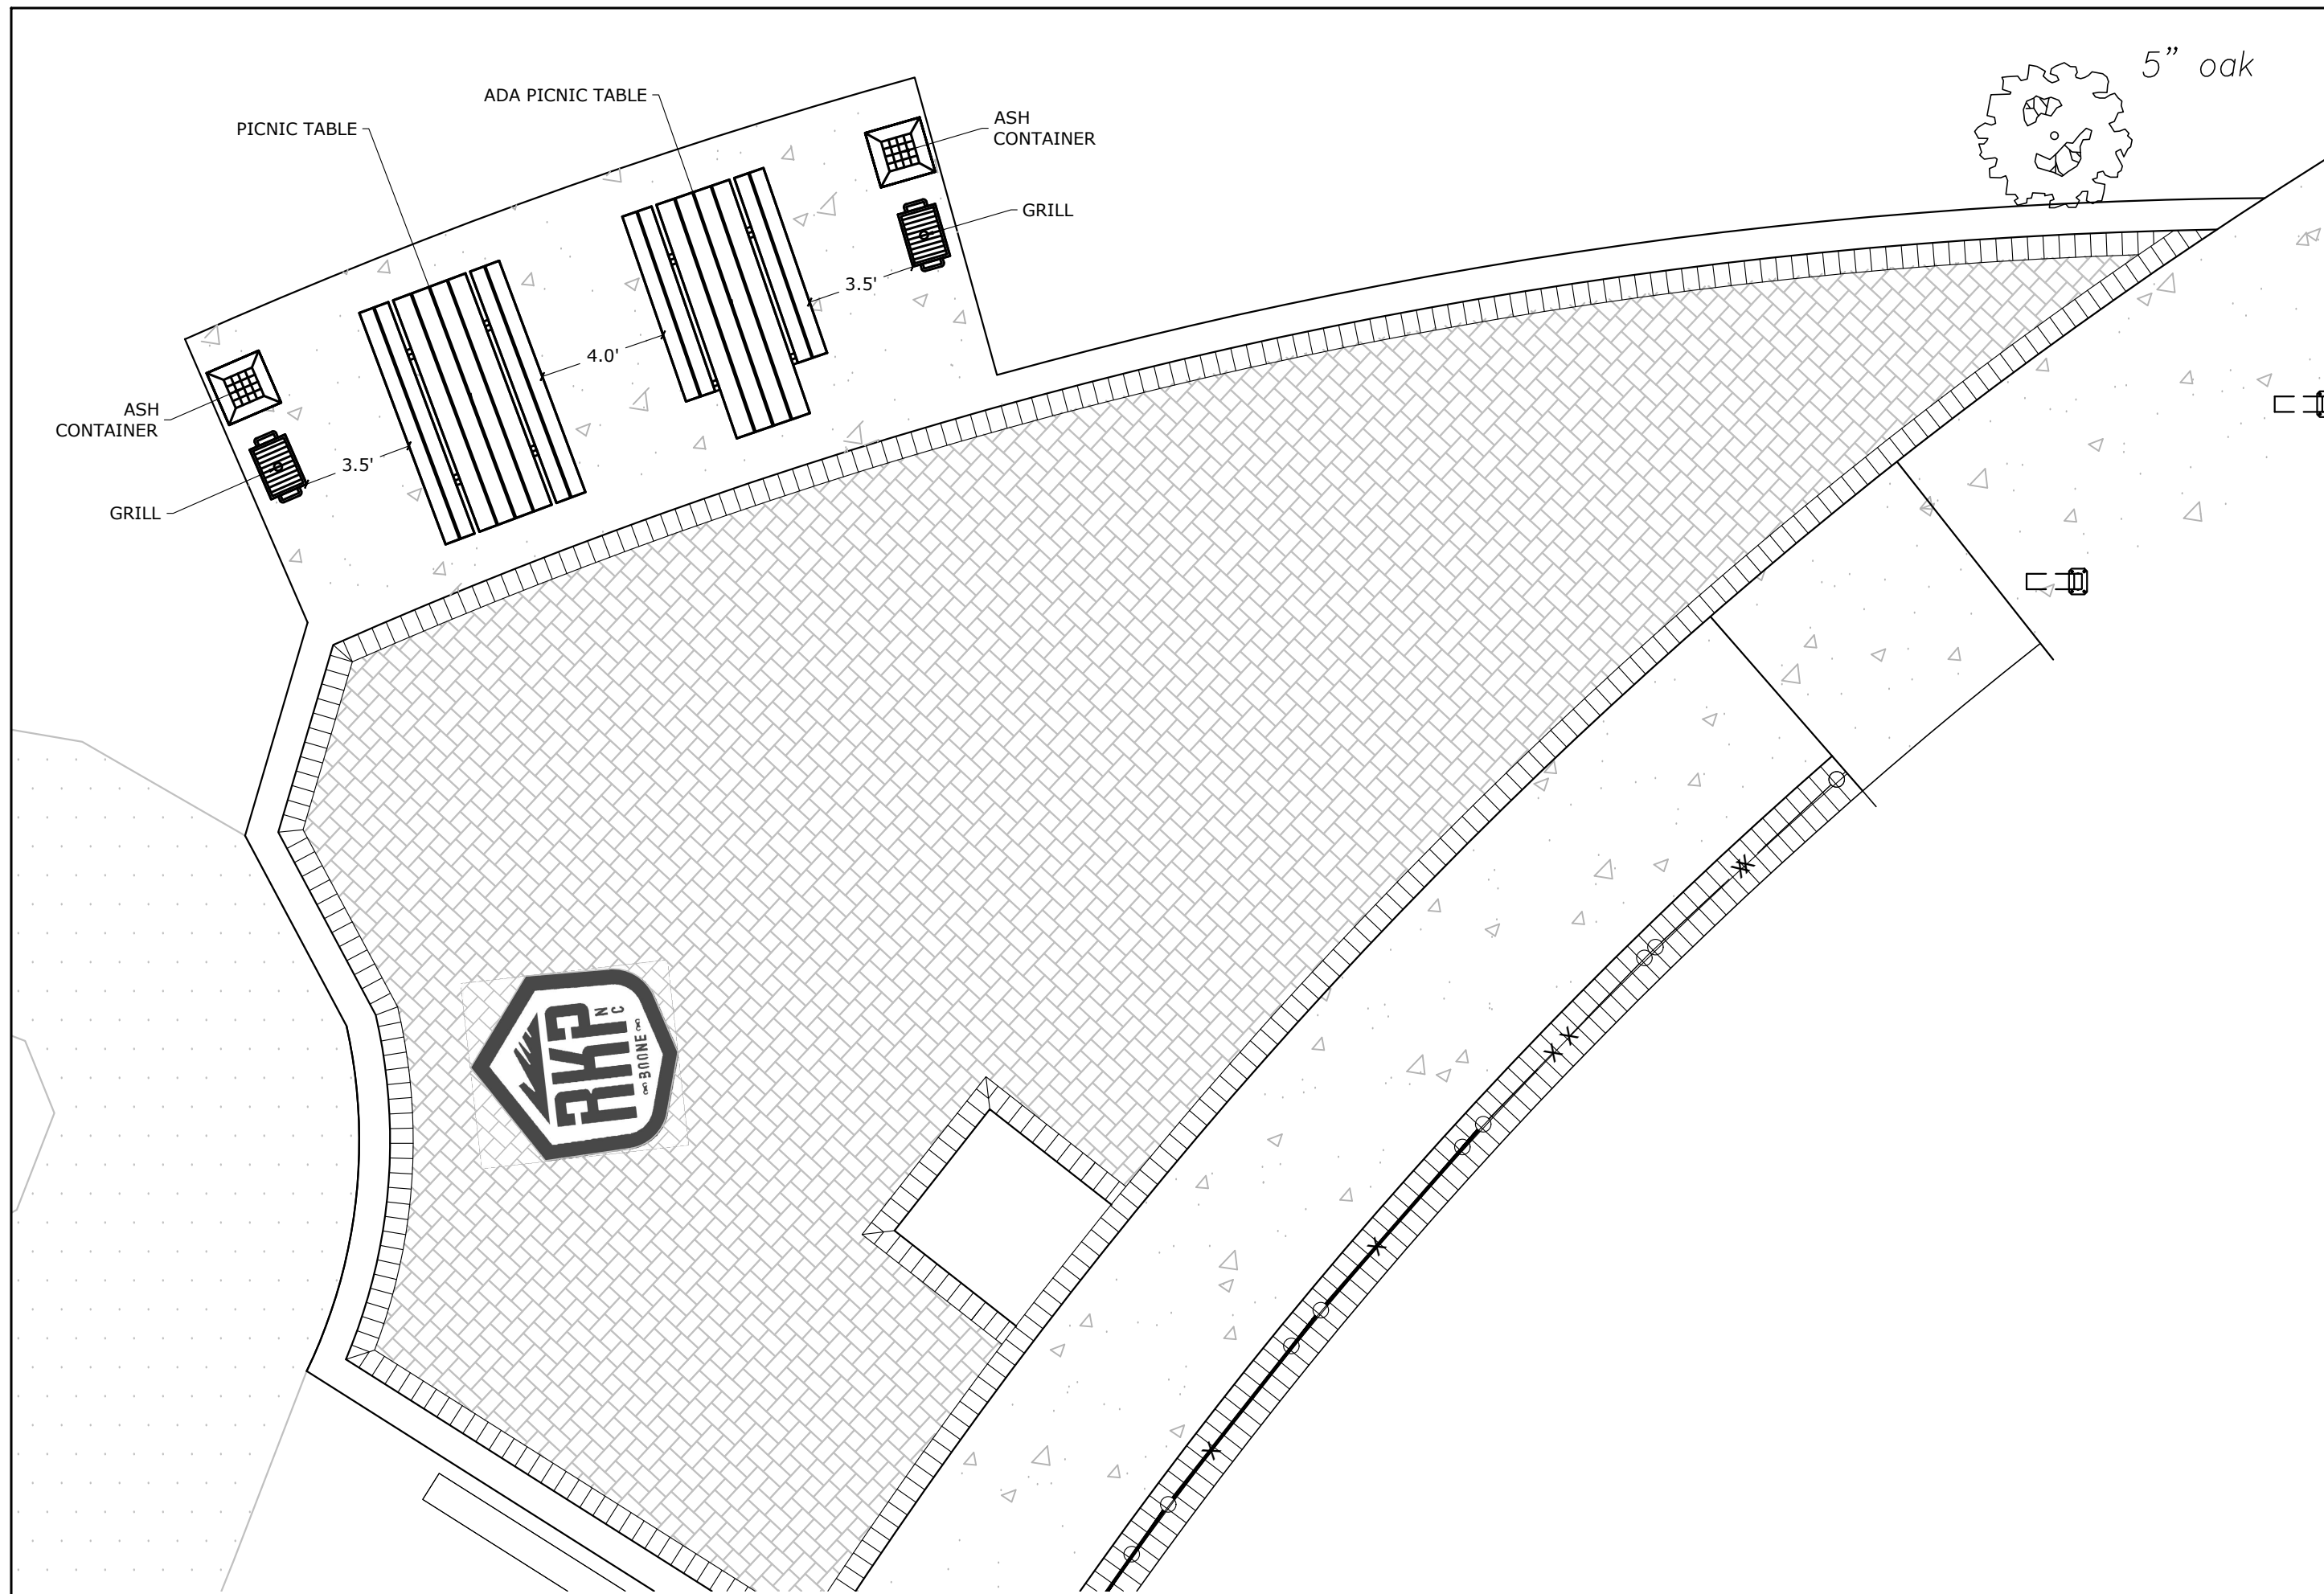 5” oak
ADA PICNIC TABLE
PICNIC TABLE
ASH
CONTAINER
GRILL
3.5'
4.0'
ASH
CONTAINER
3.5'
GRILL
RKP
NC
BOONE